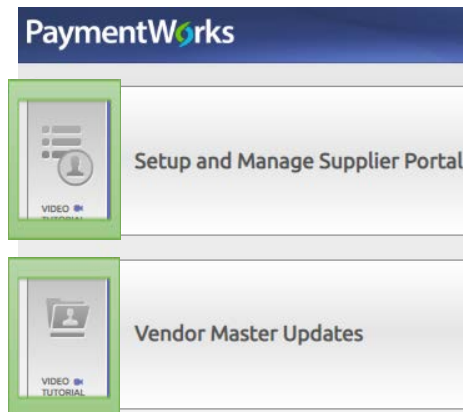 PaymentWorks
Setup and Manage Supplier Portal
VIDEO
TUTORIAL
Vendor Master Updates
VIDEO
TUTORIAL